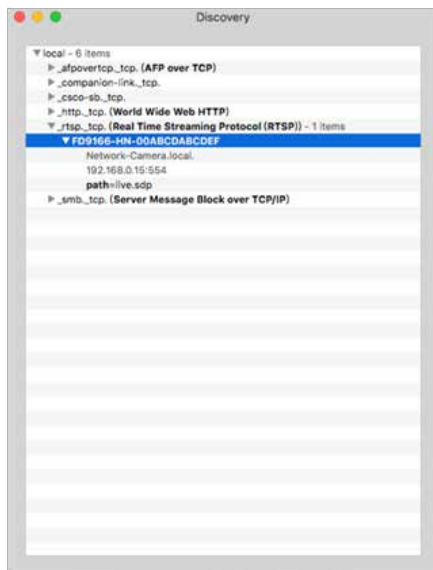 Discovery
local - 6 items
_afpovertcp._tcp. (AFP over TCP)
_companion-link._tcp.
_csco-sb._tcp.
_http._tcp. (World Wide Web HTTP)
_rtsp._tcp. (Real Time Streaming Protocol (RTSP)) - 1 items
FD9166-HN-00ABCDABCDEF
Network-Camera.local.
192.168.0.15:554
path=live.sdp
_smb._tcp. (Server Message Block over TCP/IP)